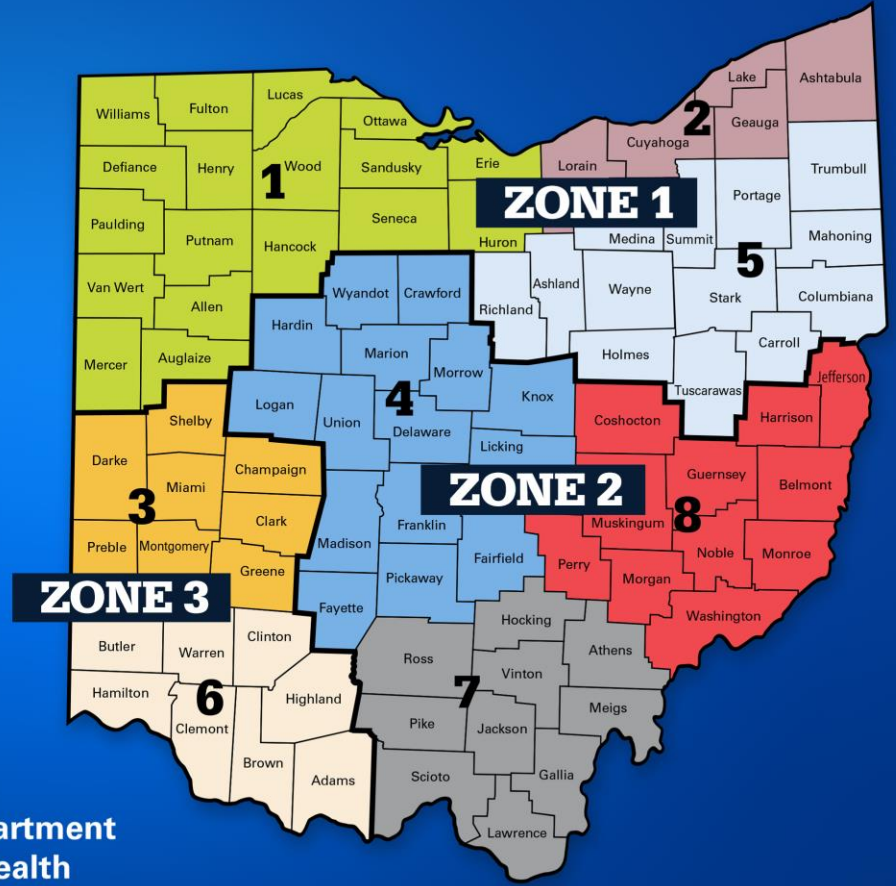 Williams
Fulton
Lucas
Ottawa
Defiance
Henry
Wood
1
Sandusky
Erie
Paulding
Putnam
Hancock
Seneca
Huron
Van Wert
Allen
Mercer
Auglaize
ZONE 1
Lake
Ashtabula
2
Geauga
Cuyahoga
Lorain
Trumbull
Portage
Medina
Summit
Mahoning
5
Ashland
Wayne
Stark
Columbiana
Richland
Holmes
Carroll
Tuscarawas
Wyandot
Crawford
Hardin
Marion
Morrow
Logan
Union
4
Knox
Delaware
Licking
ZONE 2
Franklin
Madison
Fairfield
Pickaway
Fayette
Jefferson
Coshocton
Harrison
Guernsey
Belmont
Muskingum
8
Noble
Monroe
Perry
Morgan
Washington
Shelby
Darke
Champaign
Miami
3
Clark
Preble
Montgomery
Greene
ZONE 3
Butler
Warren
Clinton
Hamilton
6
Highland
Clemont
Brown
Adams
Hocking
Ross
Athens
Vinton
7
Meigs
Pike
Jackson
Scioto
Gallia
Lawrence
artment
ealth